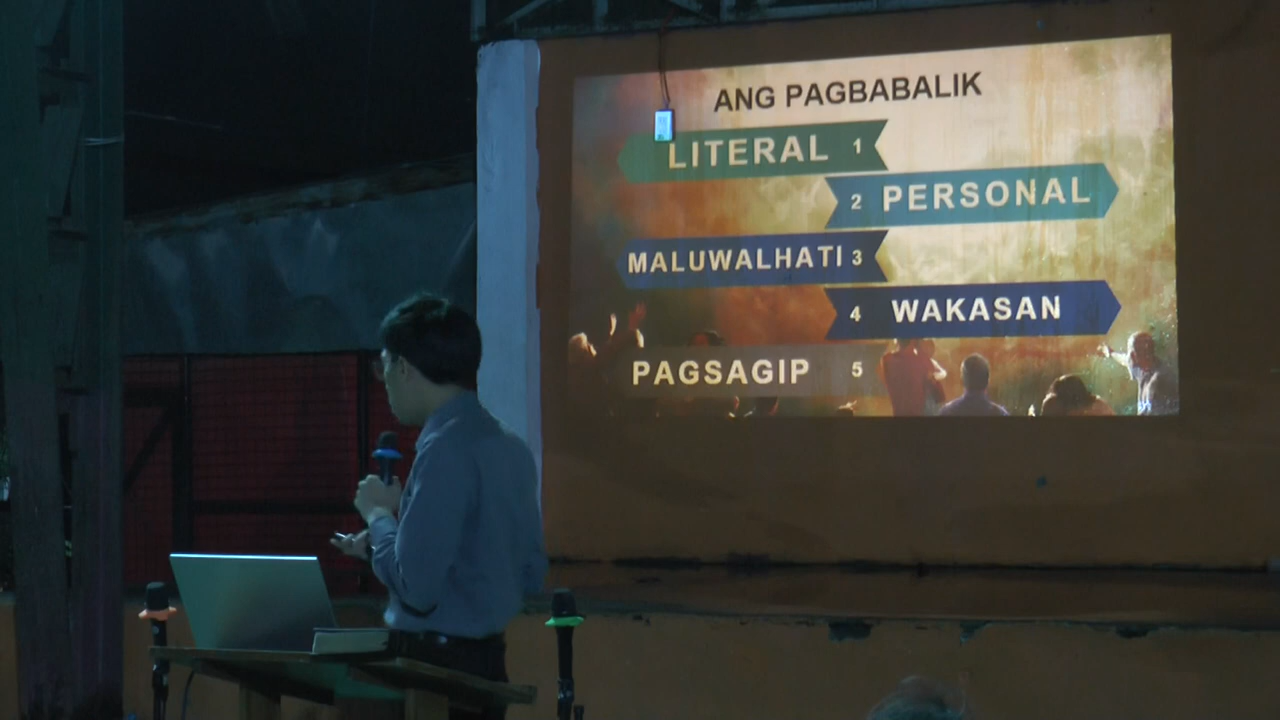 ANG PAGBABALIK
LITERAL 1
2 PERSONAL
MALUWALHATI 3
4 WAKASAN
PAGSAGIP 5